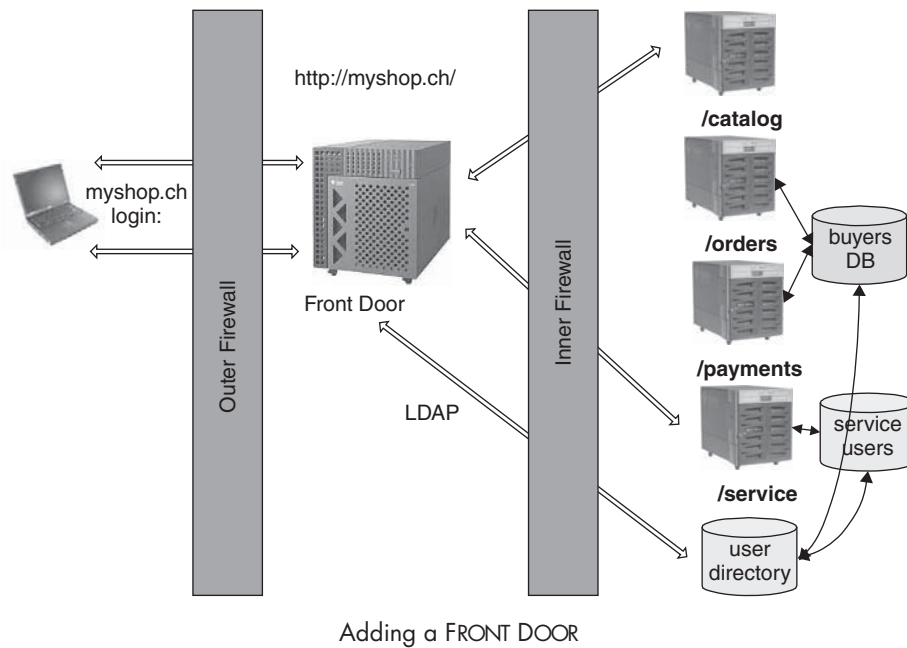 http://myshop.ch/
myshop.ch
login:
Outer Firewall
Front Door
LDAP
Inner Firewall
/catalog
/orders
buyers
DB
/payments
service
users
/service
user
directory
Adding a FRONT DOOR